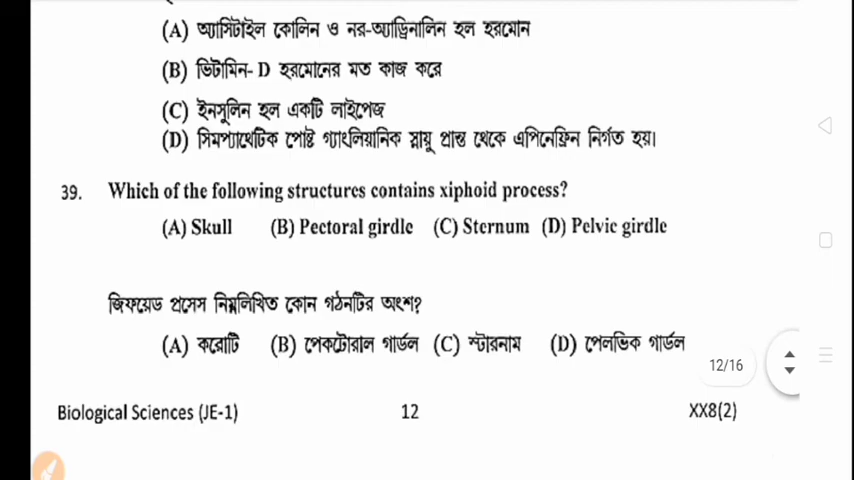 (A) অ্যাসিটাইল কোলিন ও নর-অ্যাড্রিনালিন হল হরমোন
(B) ভিটামিন- D হরমোনের মত কাজ করে
(C) ইনসুলিন হল একটি লাইপেজ
(D) সিমপ্যাথেটিক পোষ্ট গ্যাংলিয়ানিক স্নায়ু প্রান্ত থেকে এপিনেফ্রিন নির্গত হয়।
39. Which of the following structures contains xiphoid process?
(A) Skull (B) Pectoral girdle (C) Sternum (D) Pelvic girdle
জিফয়েড প্রসেস নিম্নলিখিত কোন গঠনটির অংশ?
(A) করোটি (B) পেকটোরাল গার্ডল (C) স্টারনাম (D) পেলভিক গার্ডল
12/16
Biological Sciences (JE-1) 12 XX8(2)